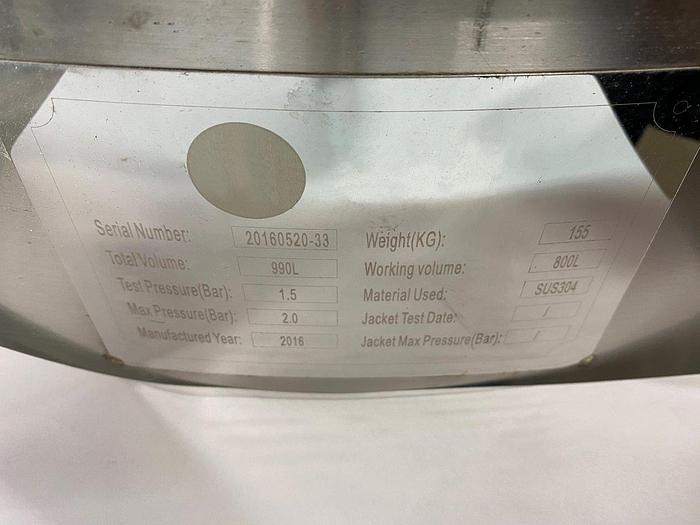 Serial Number: 20160520-33 Weight(KG): 155
Total Volume: 990L Working volume: 800L
Test Pressure(Bar): 1.5 Material Used: SUS304
Max Pressure(Bar): 2.0 Jacket Test Date: /
Manufactured Year: 2016 Jacket Max Pressure(Bar): /